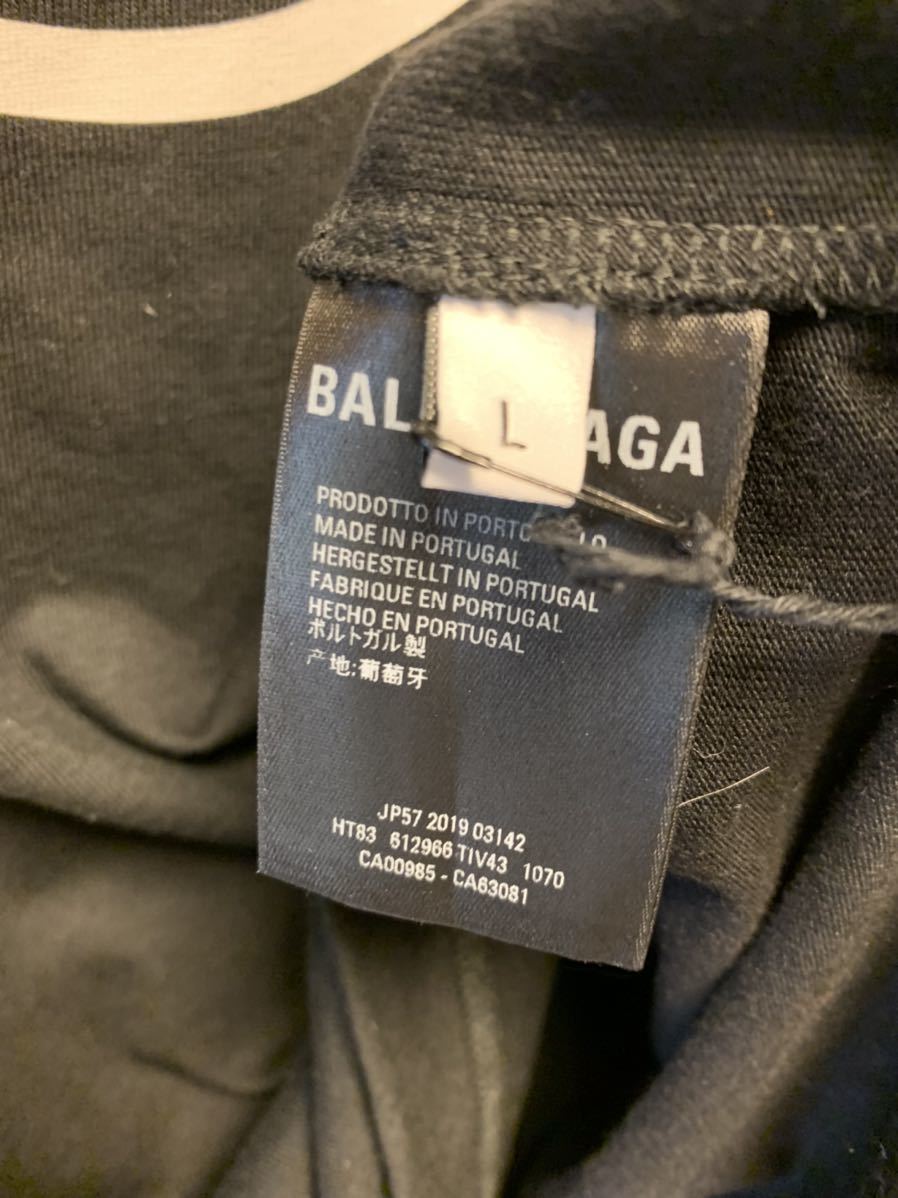 BAL AGA
L
PRODOTTO IN
MADE IN PORTUGAL
HERGESTELLT IN PORTUGAL
FABRIQUE EN PORTUGAL
HECHO EN PORTUGAL
ポルトガル製
产地:葡萄牙
JP57 2019 03142
HT83 612966 TIV43 1070
CA00985 - CA63081